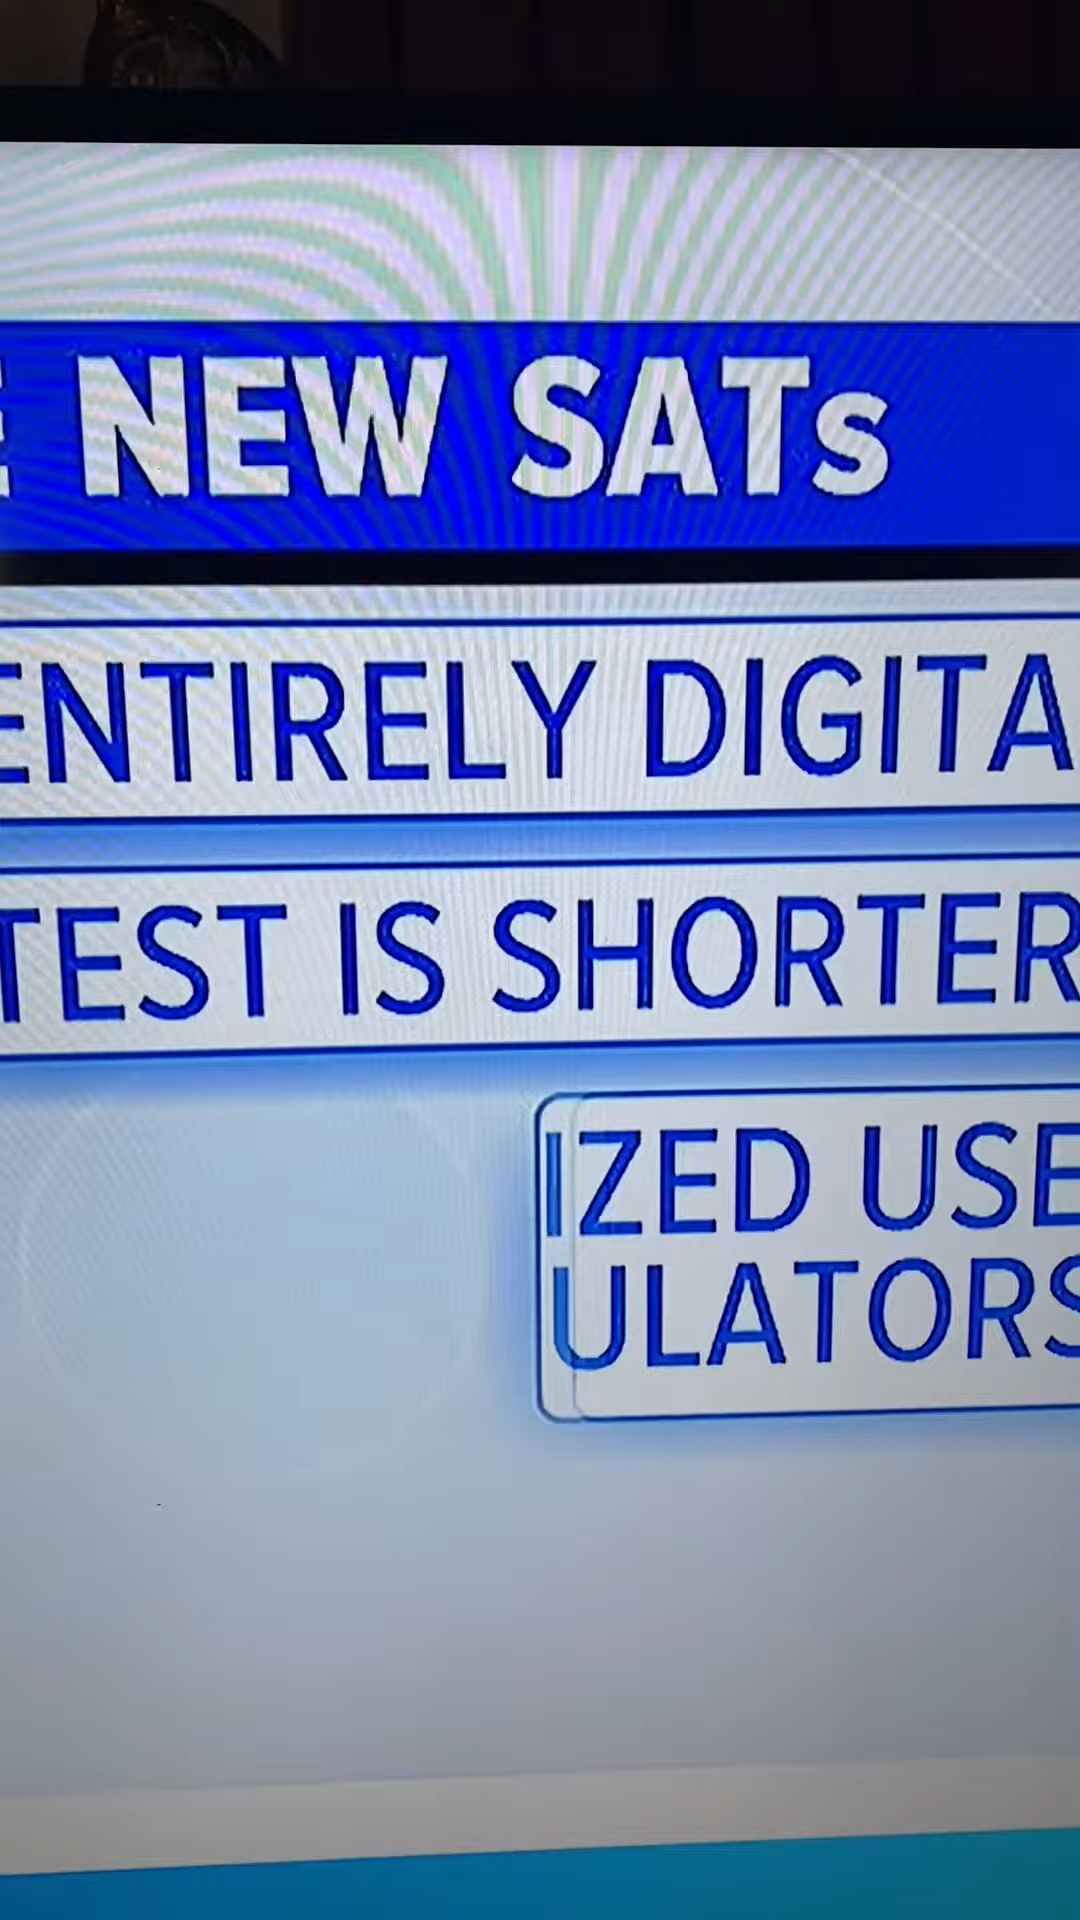 NEW SATs
ENTIRELY DIGITA
TEST IS SHORTER
IZED USE
ULATORS